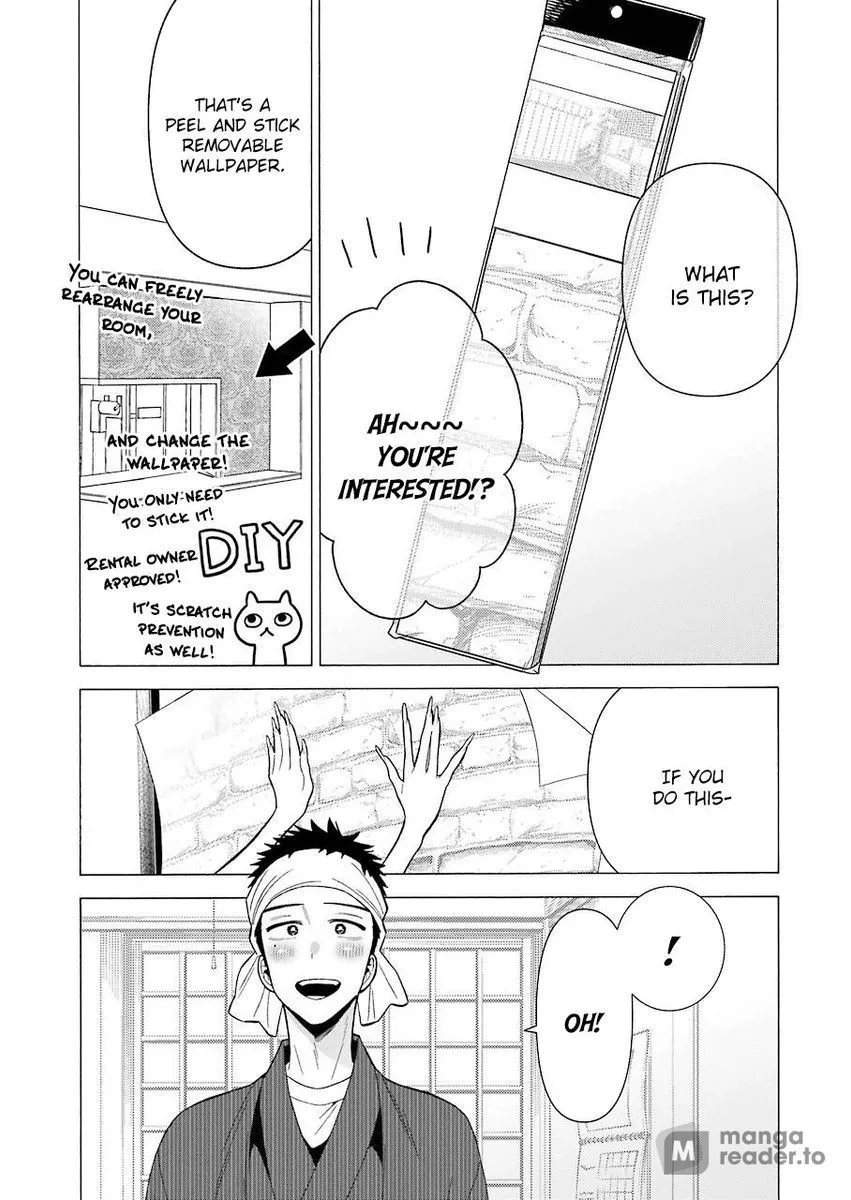 WHAT
IS THIS?
AH~~~
YOU'RE
INTERESTED!?
THAT'S A
PEEL AND STICK
REMOVABLE
WALLPAPER.
YOU CAN FREELY
REARRANGE YOUR
ROOM,
AND CHANGE THE
WALLPAPER!
YOU ONLY NEED
TO STICK IT!
RENTAL OWNER
APPROVED!
DIY
IT'S SCRATCH
PREVENTION
AS WELL!
IF YOU
DO THIS-
!
OH!
M manga
reader.to